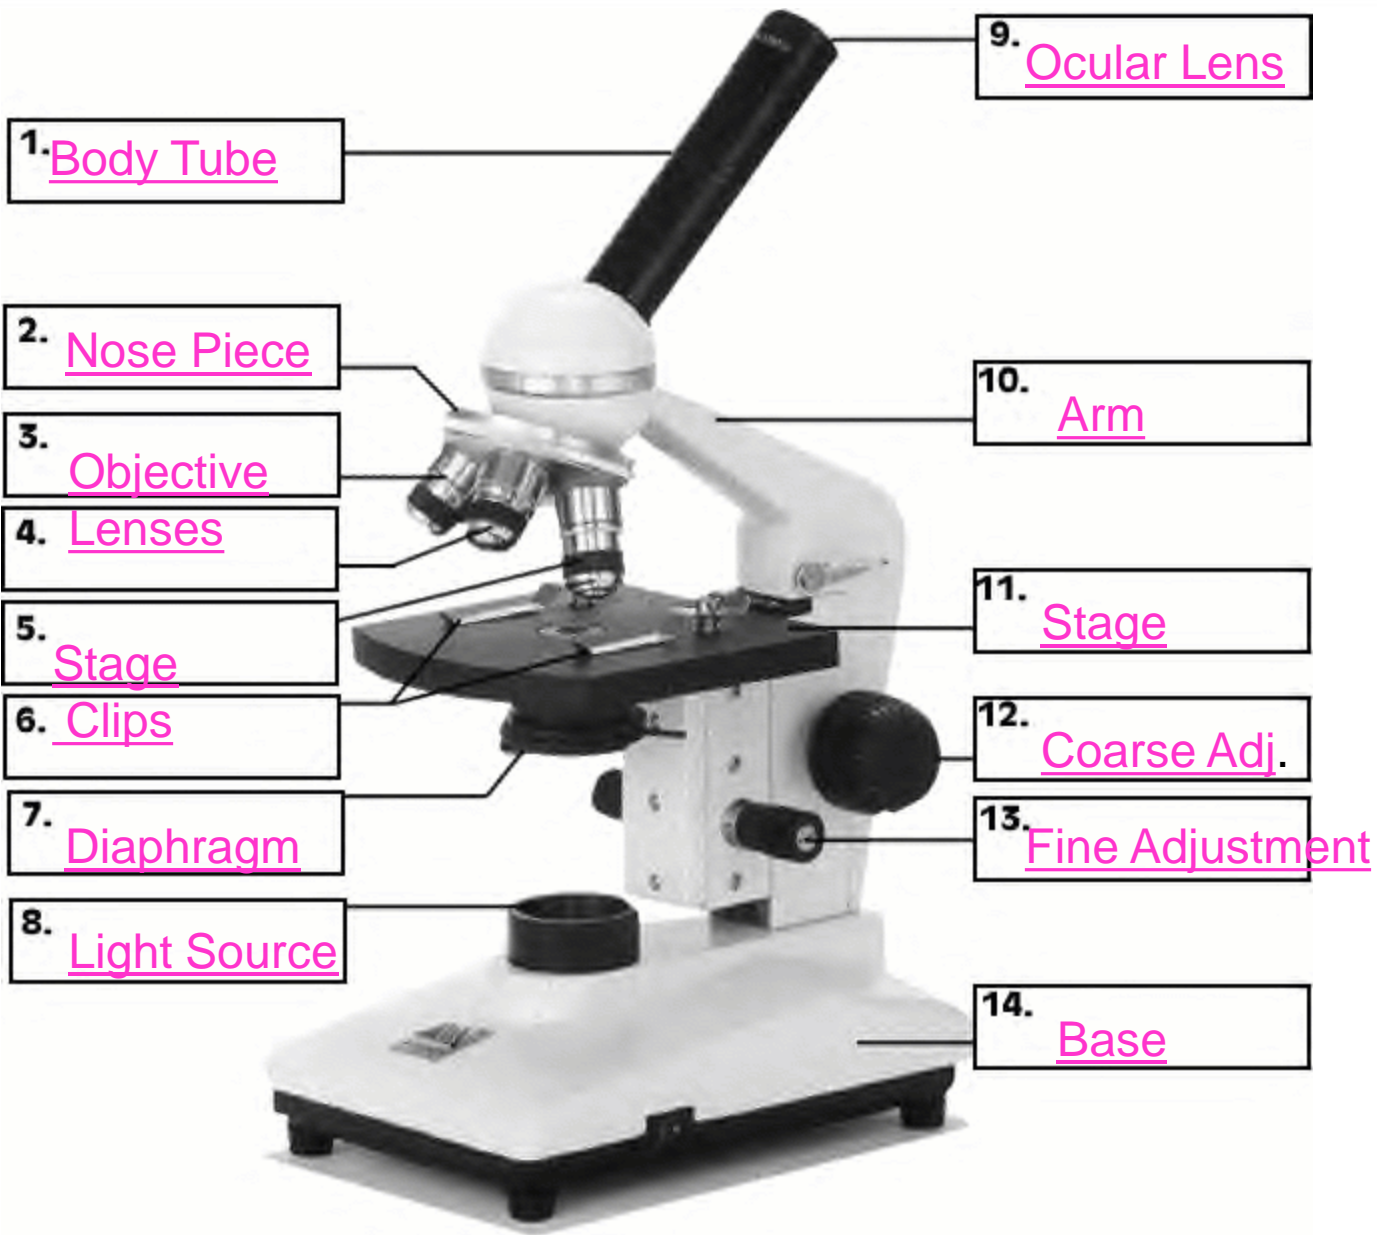 1. Body Tube
2. Nose Piece
3. Objective
4. Lenses
5. Stage
6. Clips
7. Diaphragm
8. Light Source
9. Ocular Lens
10. Arm
11. Stage
12. Coarse Adj.
13. Fine Adjustment
14. Base